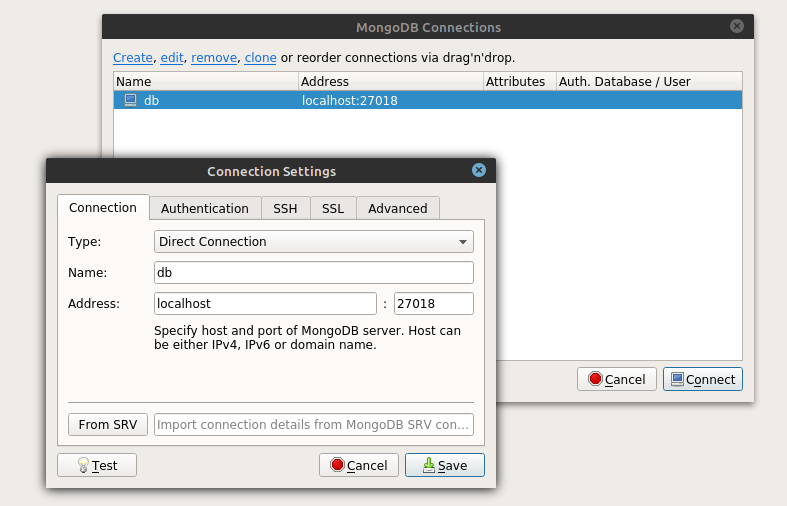 MongoDB Connections
Create, edit, remove, clone or reorder connections via drag'n'drop.
Name Address Attributes Auth. Database / User
db localhost:27018
Cancel Connect
Connection Settings
Connection Authentication SSH SSL Advanced
Type: Direct Connection
Name: db
Address: localhost : 27018
Specify host and port of MongoDB server. Host can
be either IPv4, IPv6 or domain name.
From SRV Import connection details from MongoDB SRV con...
Test Cancel Save